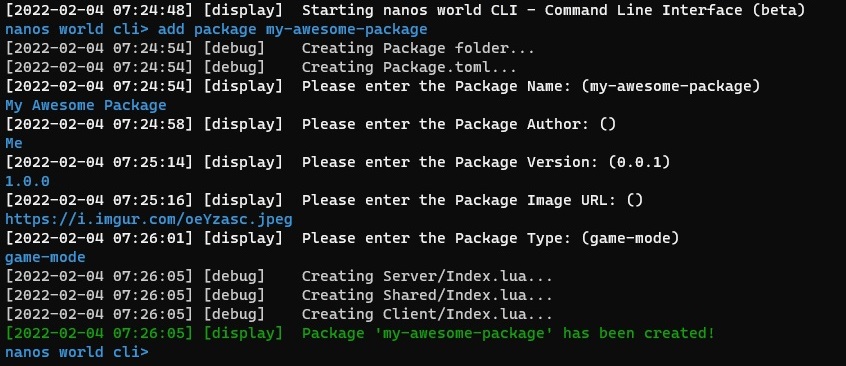 [2022-02-04 07:24:48] [display]  Starting nanos world CLI - Command Line Interface (beta)
nanos world cli> add package my-awesome-package
[2022-02-04 07:24:54] [debug]    Creating Package folder...
[2022-02-04 07:24:54] [debug]    Creating Package.toml...
[2022-02-04 07:24:54] [display]  Please enter the Package Name: (my-awesome-package)
My Awesome Package
[2022-02-04 07:24:58] [display]  Please enter the Package Author: ()
Me
[2022-02-04 07:25:14] [display]  Please enter the Package Version: (0.0.1)
1.0.0
[2022-02-04 07:25:16] [display]  Please enter the Package Image URL: ()
https://i.imgur.com/oeYzasc.jpeg
[2022-02-04 07:26:01] [display]  Please enter the Package Type: (game-mode)
game-mode
[2022-02-04 07:26:05] [debug]    Creating Server/Index.lua...
[2022-02-04 07:26:05] [debug]    Creating Shared/Index.lua...
[2022-02-04 07:26:05] [debug]    Creating Client/Index.lua...
[2022-02-04 07:26:05] [display]  Package 'my-awesome-package' has been created!
nanos world cli>